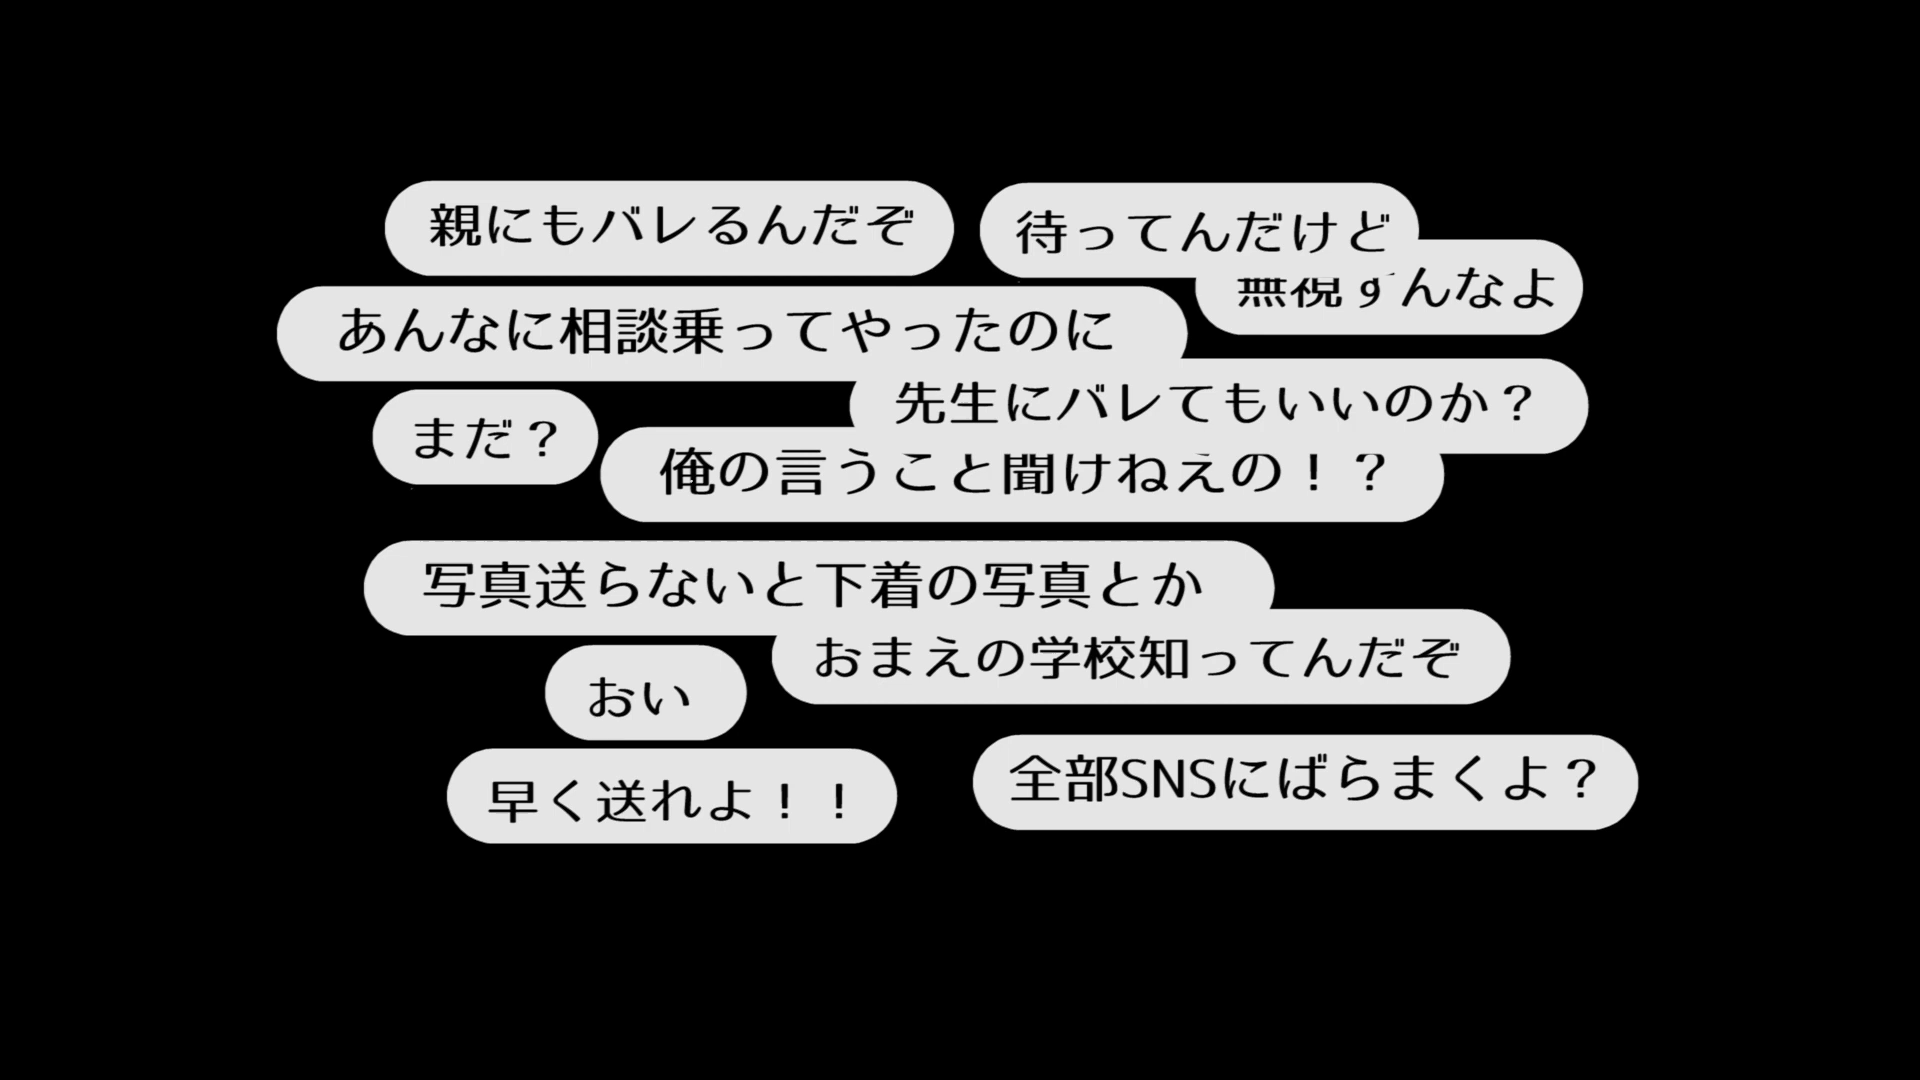 親にもバレるんだぞ
待ってんだけど
無視すんなよ
あんなに相談乗ってやったのに
先生にバレてもいいのか？
まだ？
俺の言うこと聞けねえの！？
写真送らないと下着の写真とか
おまえの学校知ってんだぞ
おい
全部SNSにばらまくよ？
早く送れよ！！